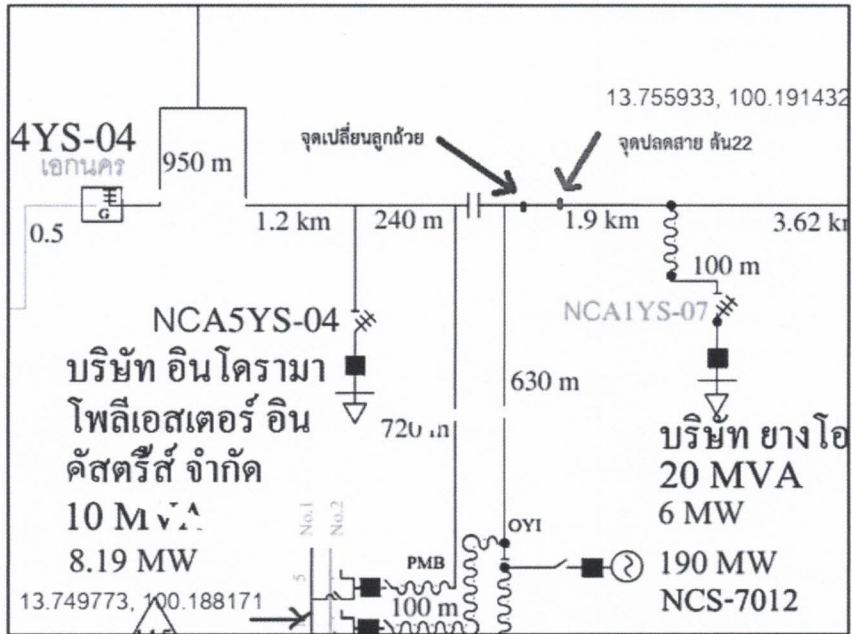 13.755933, 100.191432
จุดเปลี่ยนลูกถ้วย
จุดปลดสาย ต้น22
4YS-04
เอกนคร
950 m
G
0.5
1.2 km
240 m
1.9 km
3.62 km
100 m
NCA5YS-04
NCA1YS-07
บริษัท อินโดรามา
โพลีเอสเตอร์ อิน
ดัสตรีส์ จำกัด
10 MVA
8.19 MW
630 m
720 m
บริษัท ยางโอ
20 MVA
6 MW
No.1
No.2
OYI
PMB
190 MW
NCS-7012
5
100 m
13.749773, 100.188171